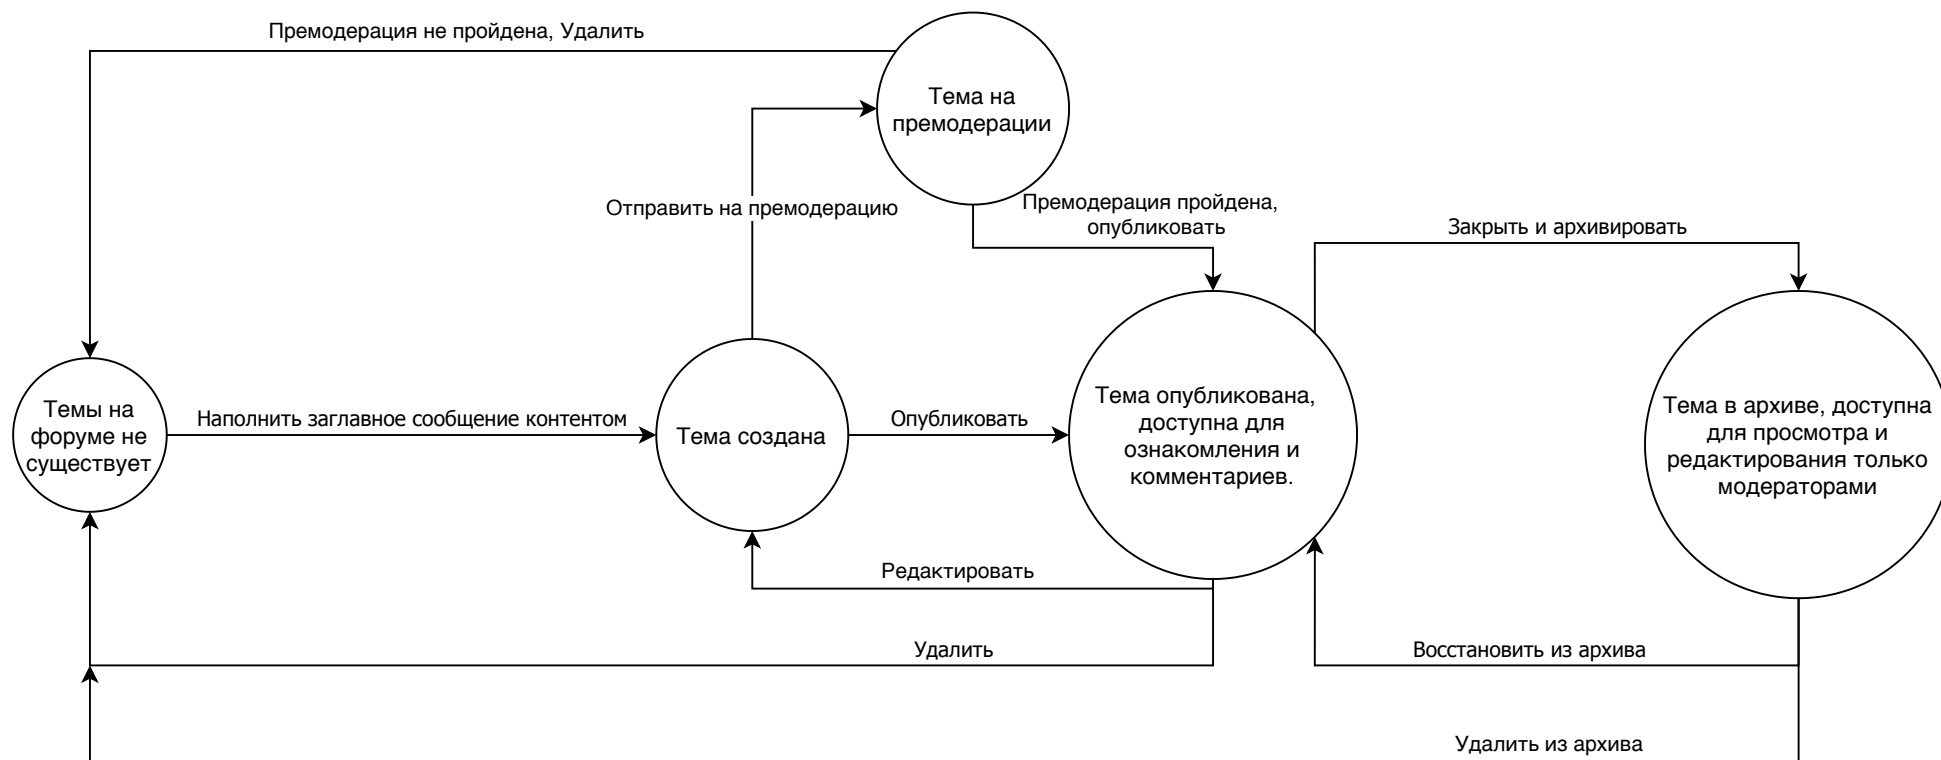 Премодерация не пройдена, Удалить
Тема на
премодерации
Отправить на премодерацию
Премодерация пройдена,
опубликовать
Закрыть и архивировать
Темы на
форуме не
существует
Наполнить заглавное сообщение контентом
Тема создана
Опубликовать
Тема опубликована,
доступна для
ознакомления и
комментариев.
Тема в архиве, доступна
для просмотра и
редактирования только
модераторами
Редактировать
Удалить
Восстановить из архива
Удалить из архива